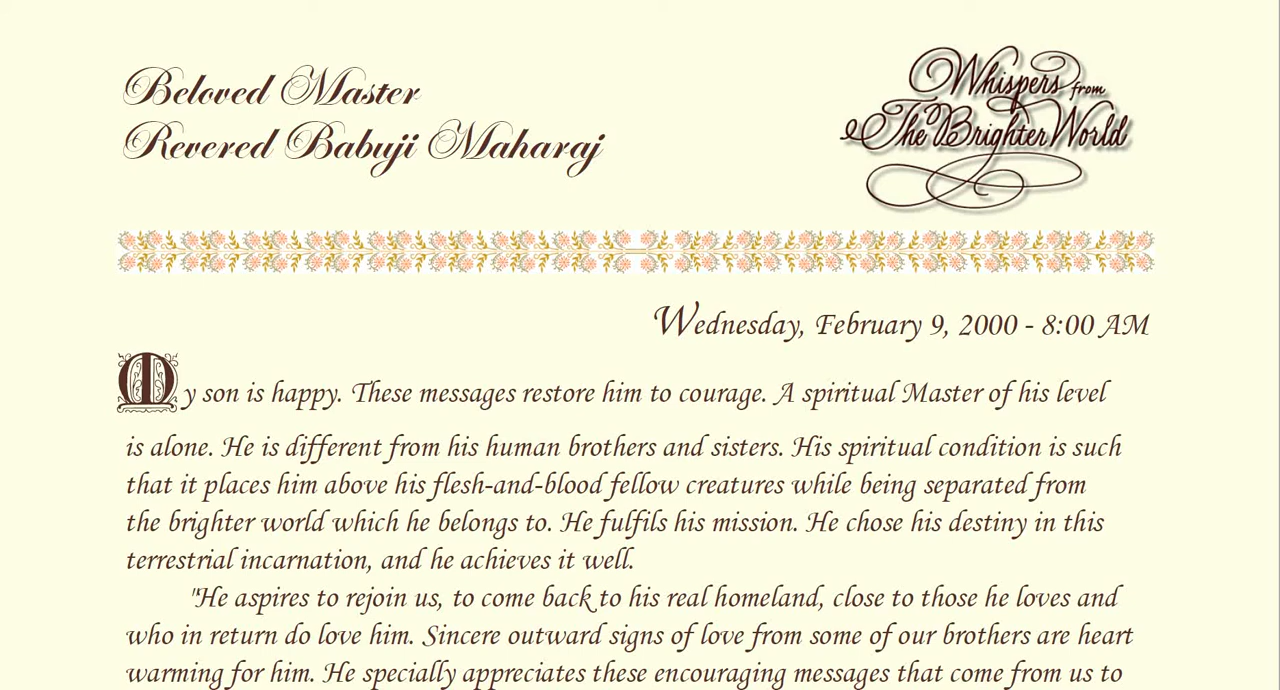 Beloved Master
Revered Babuji Maharaj
Whispers from
The Brighter World
Wednesday, February 9, 2000 - 8:00 AM
My son is happy. These messages restore him to courage. A spiritual Master of his level
is alone. He is different from his human brothers and sisters. His spiritual condition is such
that it places him above his flesh-and-blood fellow creatures while being separated from
the brighter world which he belongs to. He fulfils his mission. He chose his destiny in this
terrestrial incarnation, and he achieves it well.
"He aspires to rejoin us, to come back to his real homeland, close to those he loves and
who in return do love him. Sincere outward signs of love from some of our brothers are heart
warming for him. He specially appreciates these encouraging messages that come from us to